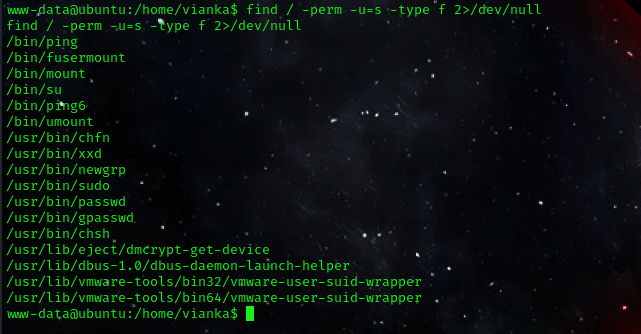 www-data@ubuntu:/home/vianka$ find / -perm -u=s -type f 2>/dev/null
find / -perm -u=s -type f 2>/dev/null
/bin/ping
/bin/fusermount
/bin/mount
/bin/su
/bin/ping6
/bin/umount
/usr/bin/chfn
/usr/bin/xxd
/usr/bin/newgrp
/usr/bin/sudo
/usr/bin/passwd
/usr/bin/gpasswd
/usr/bin/chsh
/usr/lib/eject/dmcrypt-get-device
/usr/lib/dbus-1.0/dbus-daemon-launch-helper
/usr/lib/vmware-tools/bin32/vmware-user-suid-wrapper
/usr/lib/vmware-tools/bin64/vmware-user-suid-wrapper
www-data@ubuntu:/home/vianka$